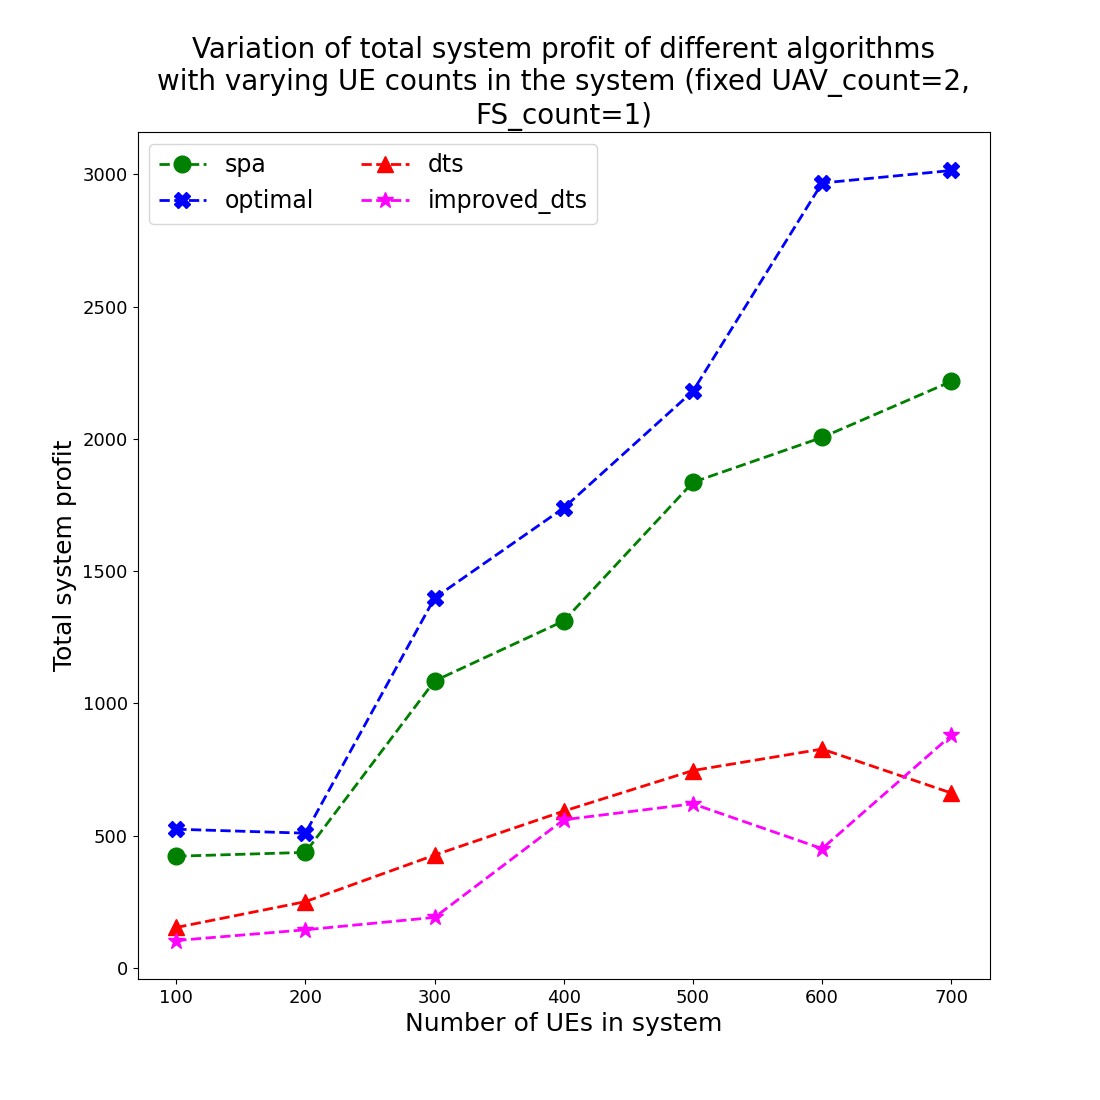 Variation of total system profit of different algorithms
with varying UE counts in the system (fixed UAV_count=2,
FS_count=1)
spa
optimal
dts
improved_dts
Total system profit
3000
2500
2000
1500
1000
500
0
100 200 300 400 500 600 700
Number of UEs in system